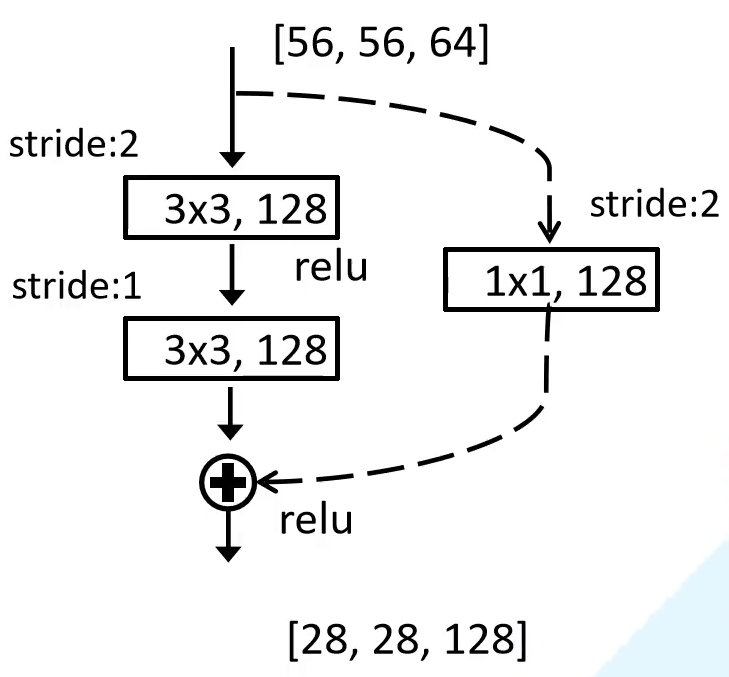 [56, 56, 64]
stride:2
3x3, 128
stride:2
relu
1x1, 128
stride:1
3x3, 128
relu
[28, 28, 128]